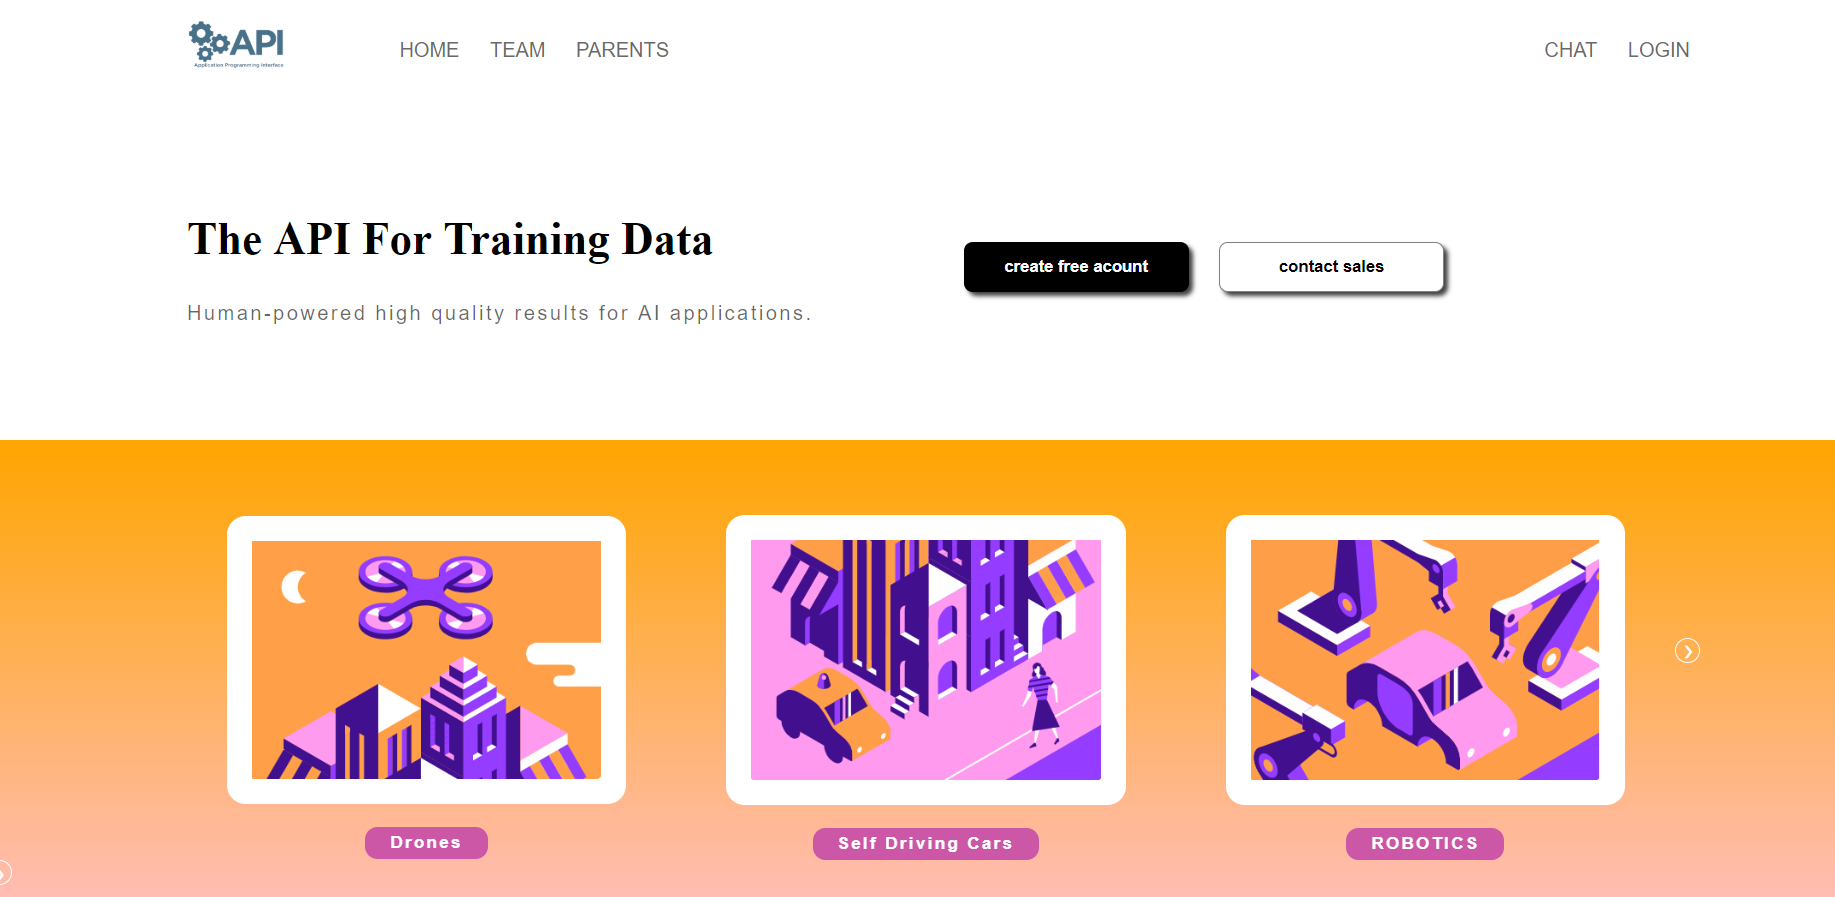 API
Application Programming Interface
HOME TEAM PARENTS CHAT LOGIN
The API For Training Data
Human-powered high quality results for AI applications.
create free acount
contact sales
Drones
Self Driving Cars
ROBOTICS